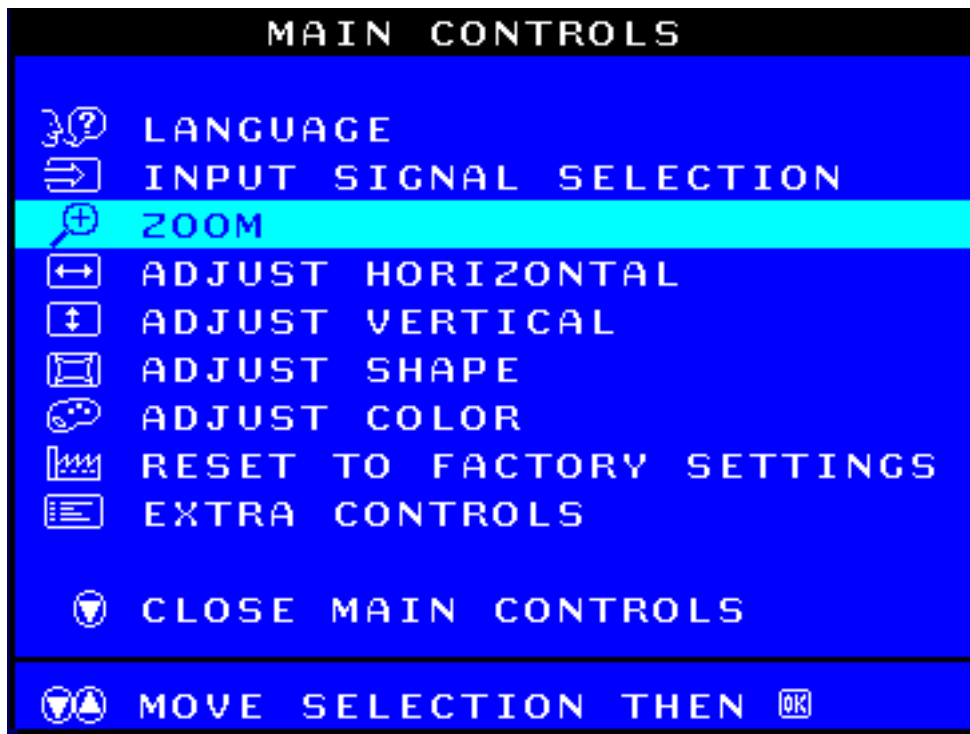 MAIN CONTROLS
LANGUAGE
INPUT SIGNAL SELECTION
ZOOM
ADJUST HORIZONTAL
ADJUST VERTICAL
ADJUST SHAPE
ADJUST COLOR
RESET TO FACTORY SETTINGS
EXTRA CONTROLS
CLOSE MAIN CONTROLS
MOVE SELECTION THEN OK